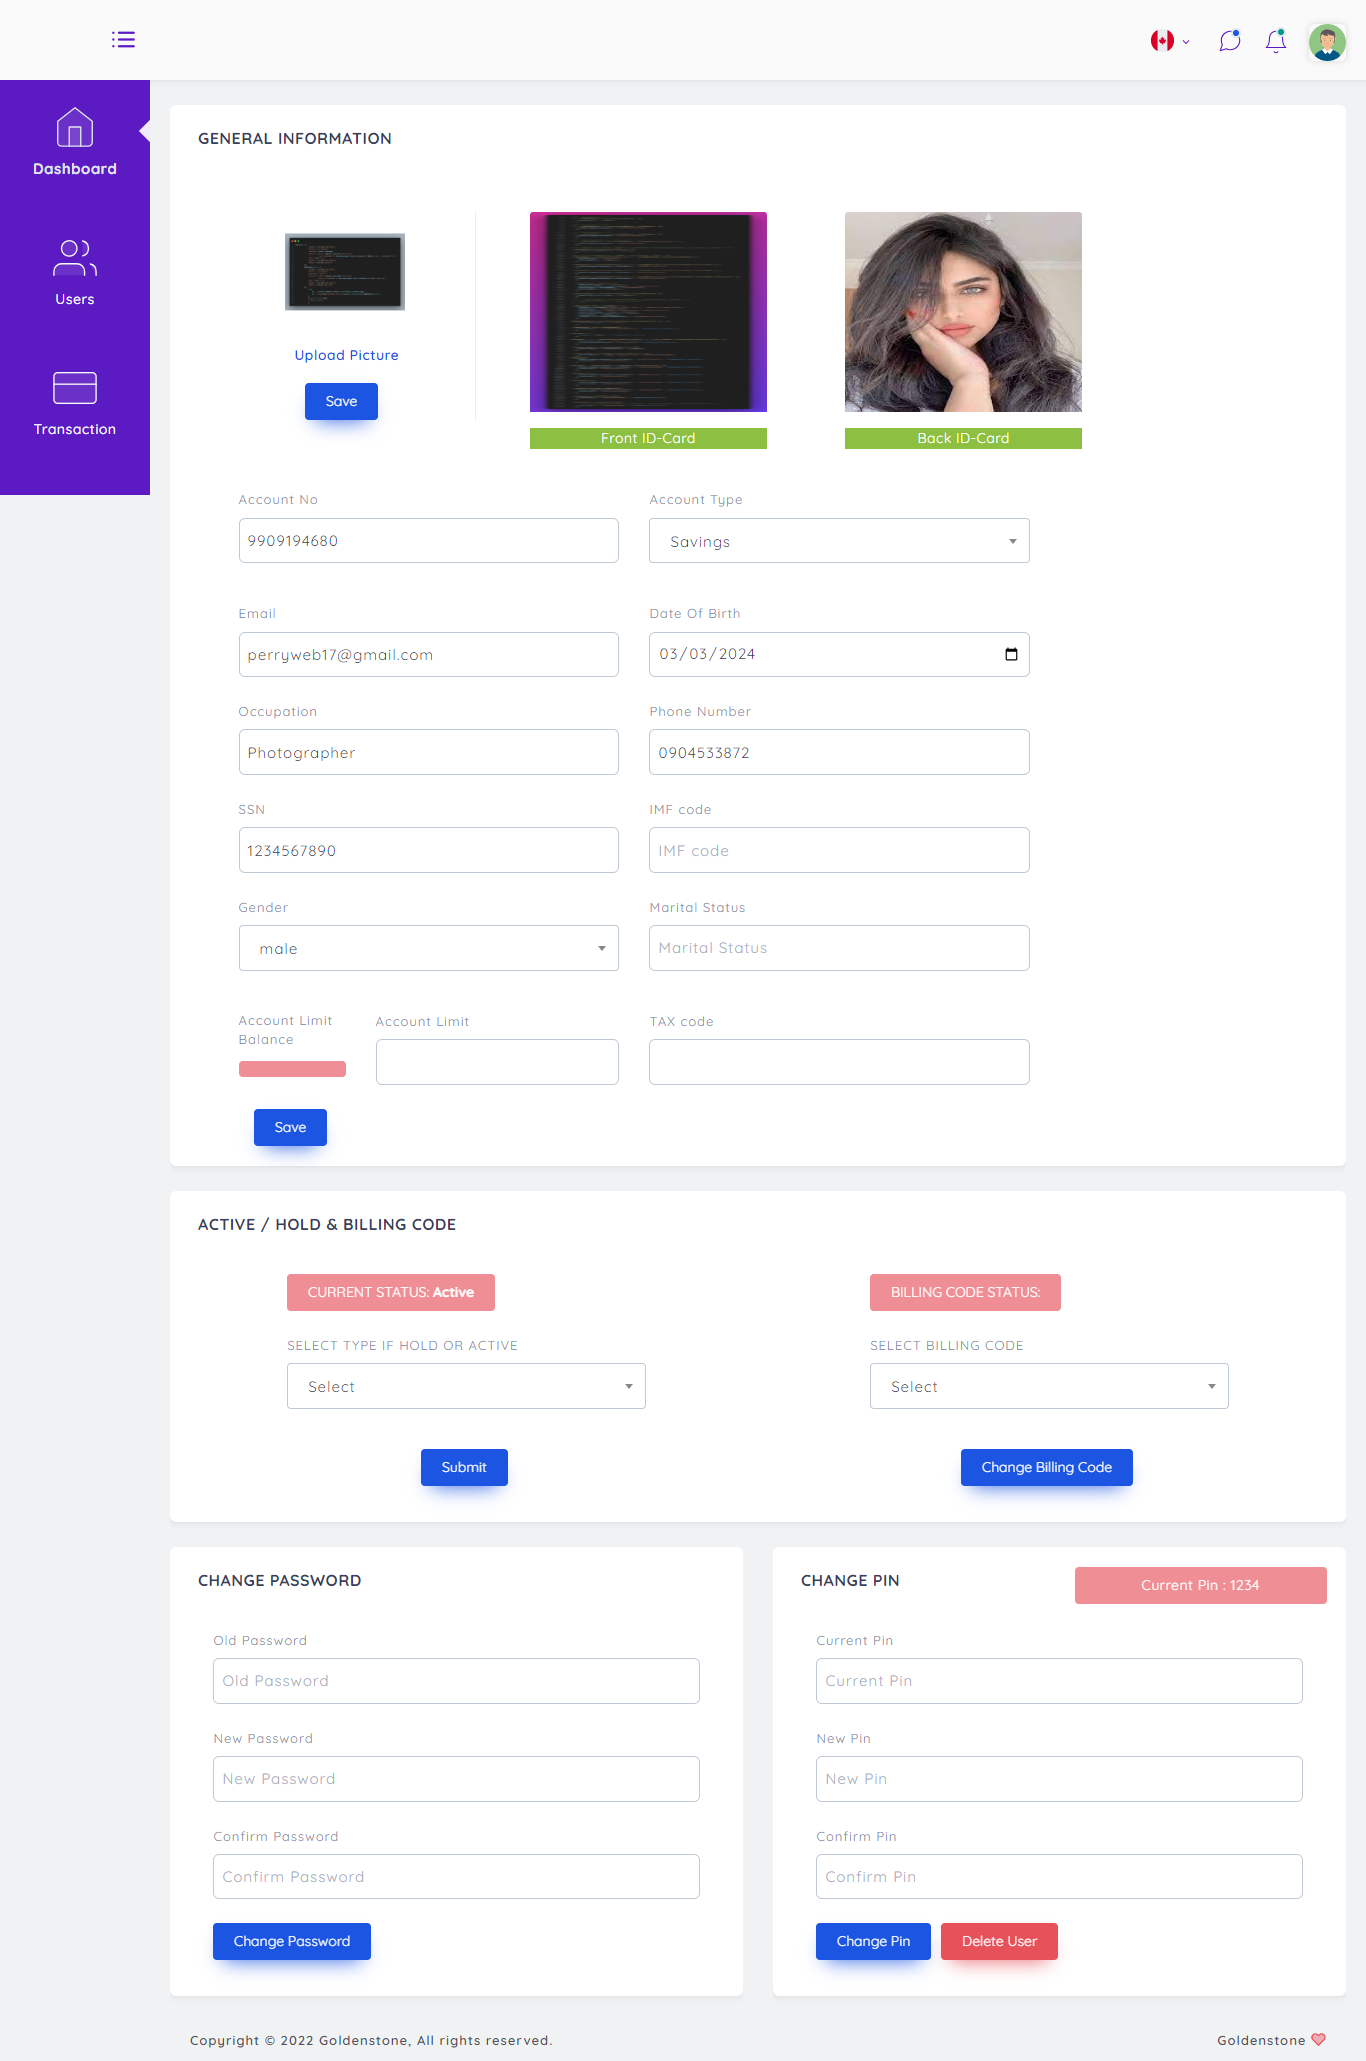 Dashboard
Users
Transaction
GENERAL INFORMATION
Upload Picture
Save
Front ID-Card
Back ID-Card
Account No
Account Type
9909194680
Savings
Email
Date Of Birth
perryweb17@gmail.com
03/03/2024
Occupation
Phone Number
Photographer
0904533872
SSN
IMF code
1234567890
IMF code
Gender
Marital Status
male
Marital Status
Account Limit
Balance
Account Limit
TAX code
Save
ACTIVE / HOLD & BILLING CODE
CURRENT STATUS: Active
BILLING CODE STATUS:
SELECT TYPE IF HOLD OR ACTIVE
SELECT BILLING CODE
Select
Select
Submit
Change Billing Code
CHANGE PASSWORD
Old Password
Old Password
New Password
New Password
Confirm Password
Confirm Password
Change Password
CHANGE PIN
Current Pin : 1234
Current Pin
Current Pin
New Pin
New Pin
Confirm Pin
Confirm Pin
Change Pin
Delete User
Copyright © 2022 Goldenstone, All rights reserved.
Goldenstone